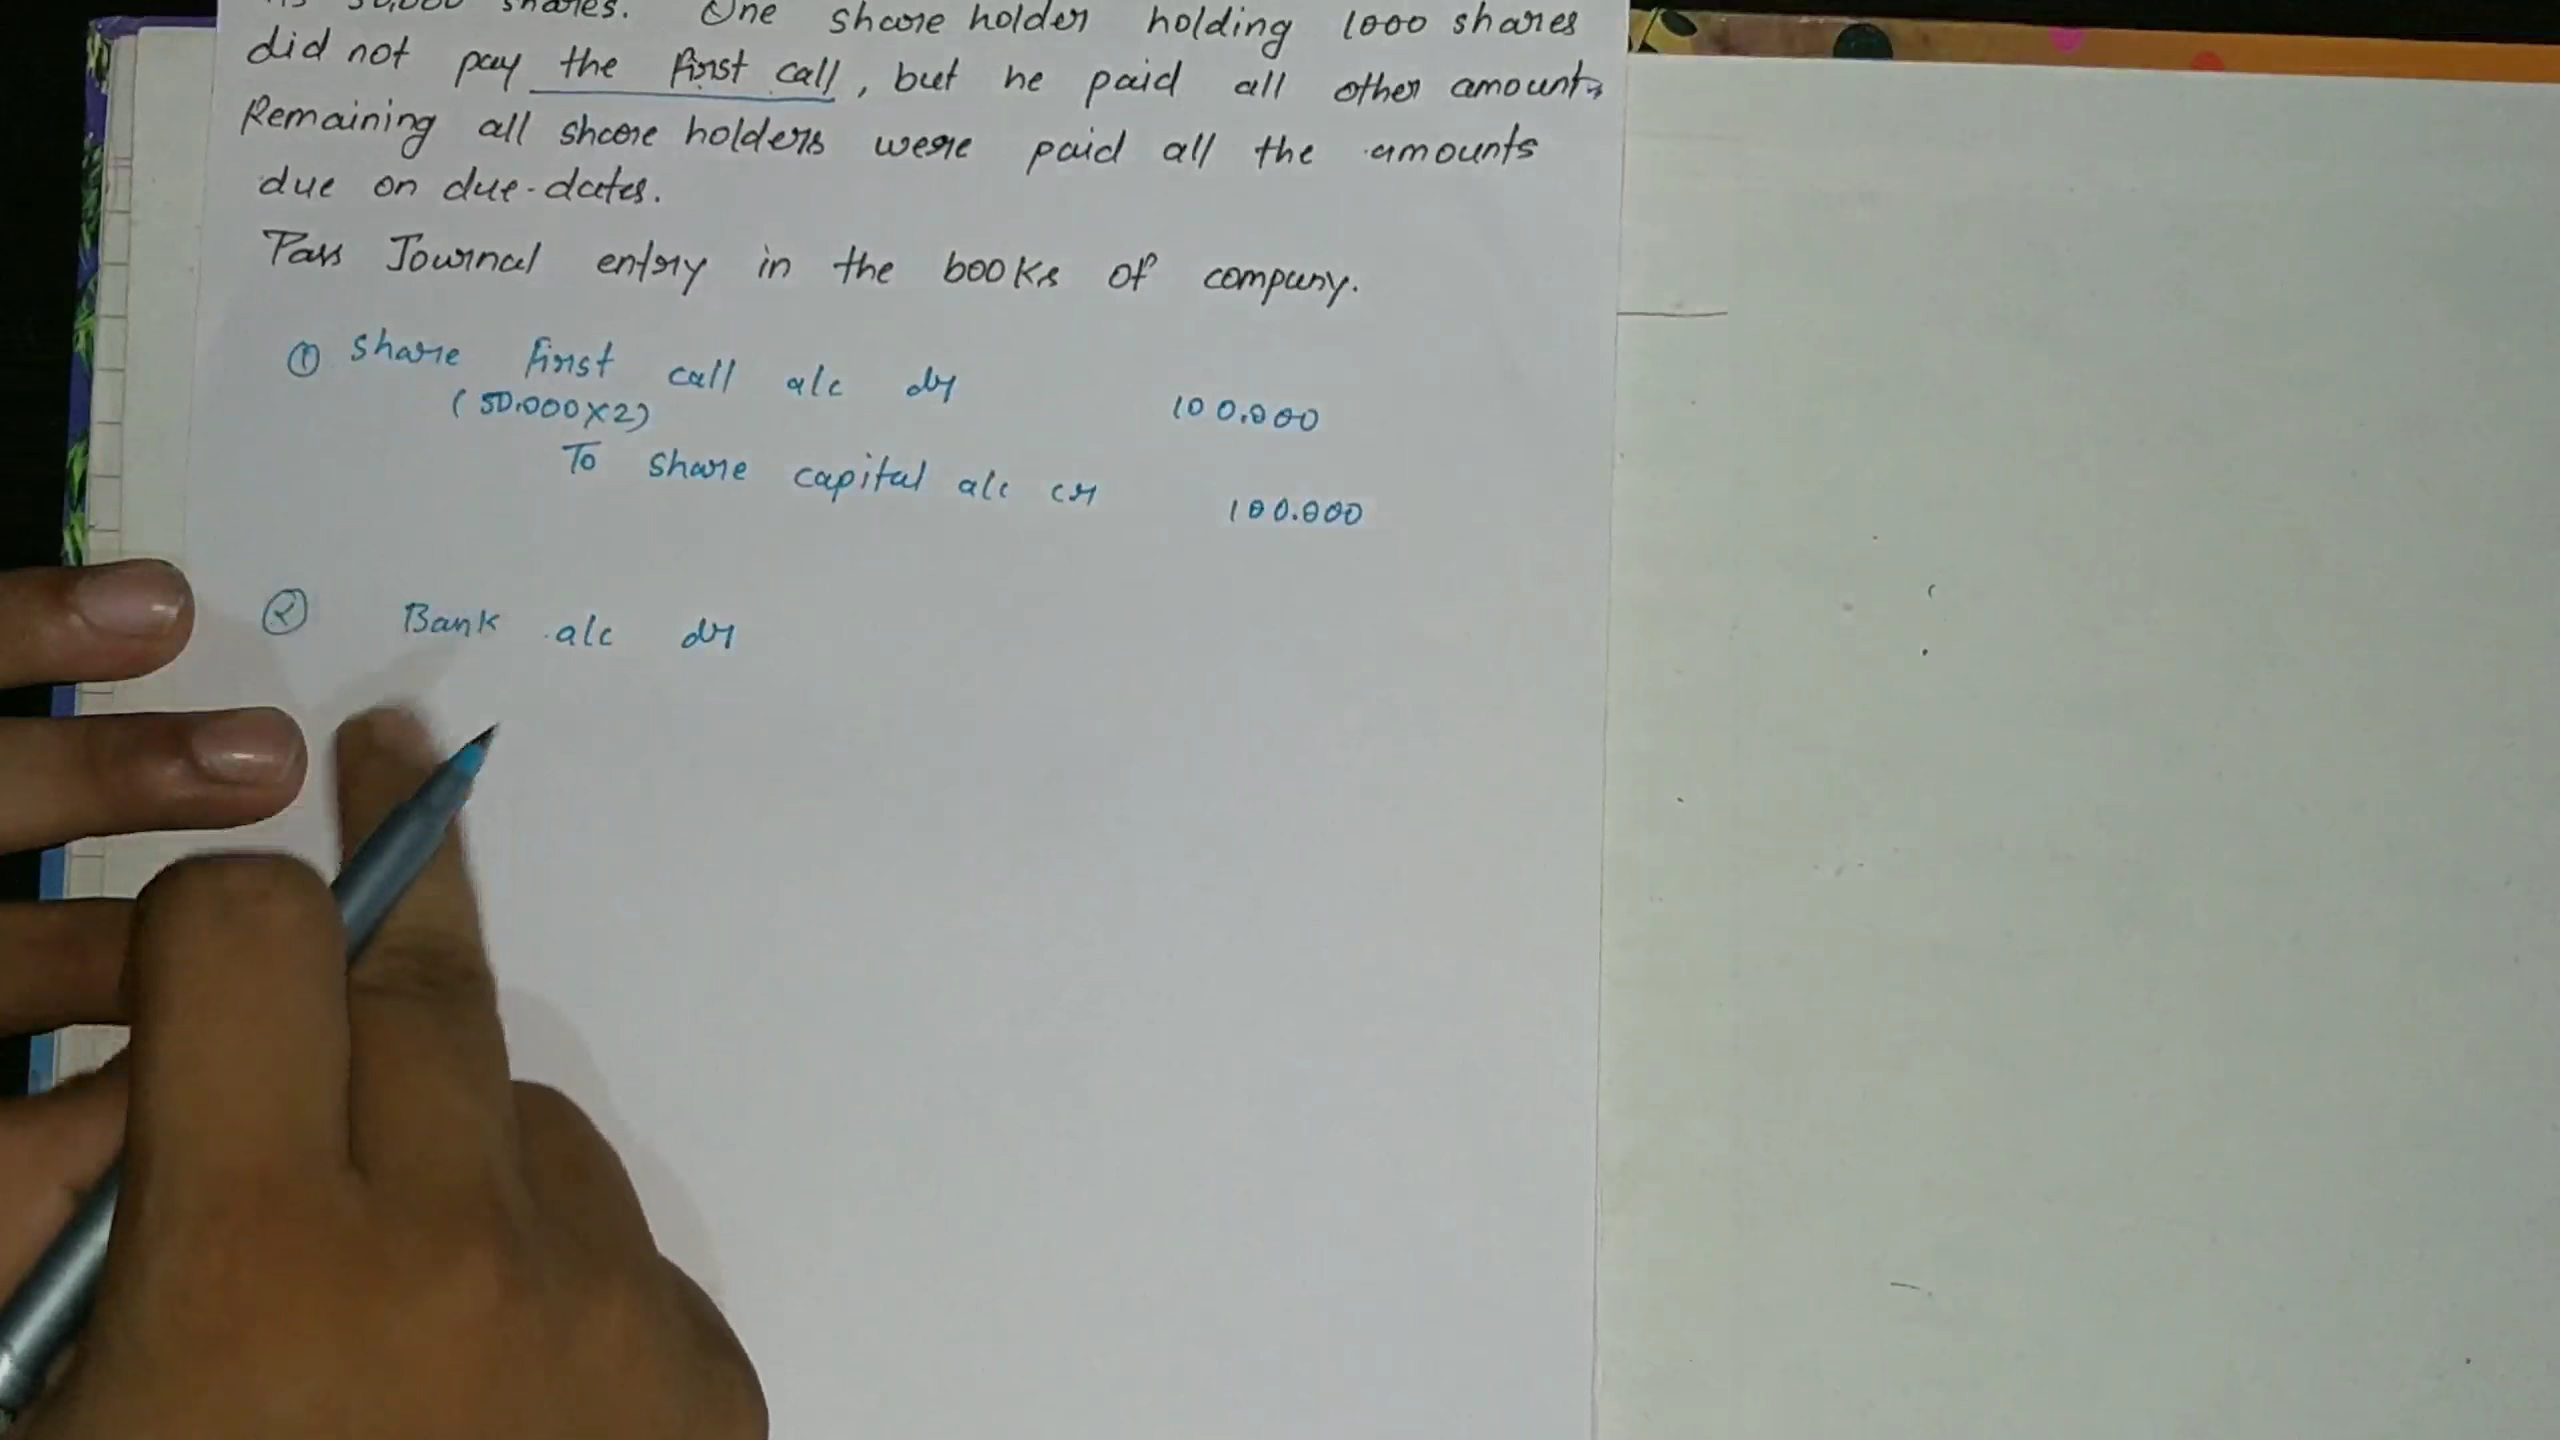 50,000 shares. One share holder holding 1000 shares
did not pay the first call, but he paid all other amounts
Remaining all share holders were paid all the amounts
due on due-dates.
Pass Journal entry in the books of company.
① Share first call a/c dr 100.000
(50.000×2)
To share capital a/c cr 100.000
② Bank a/c dr